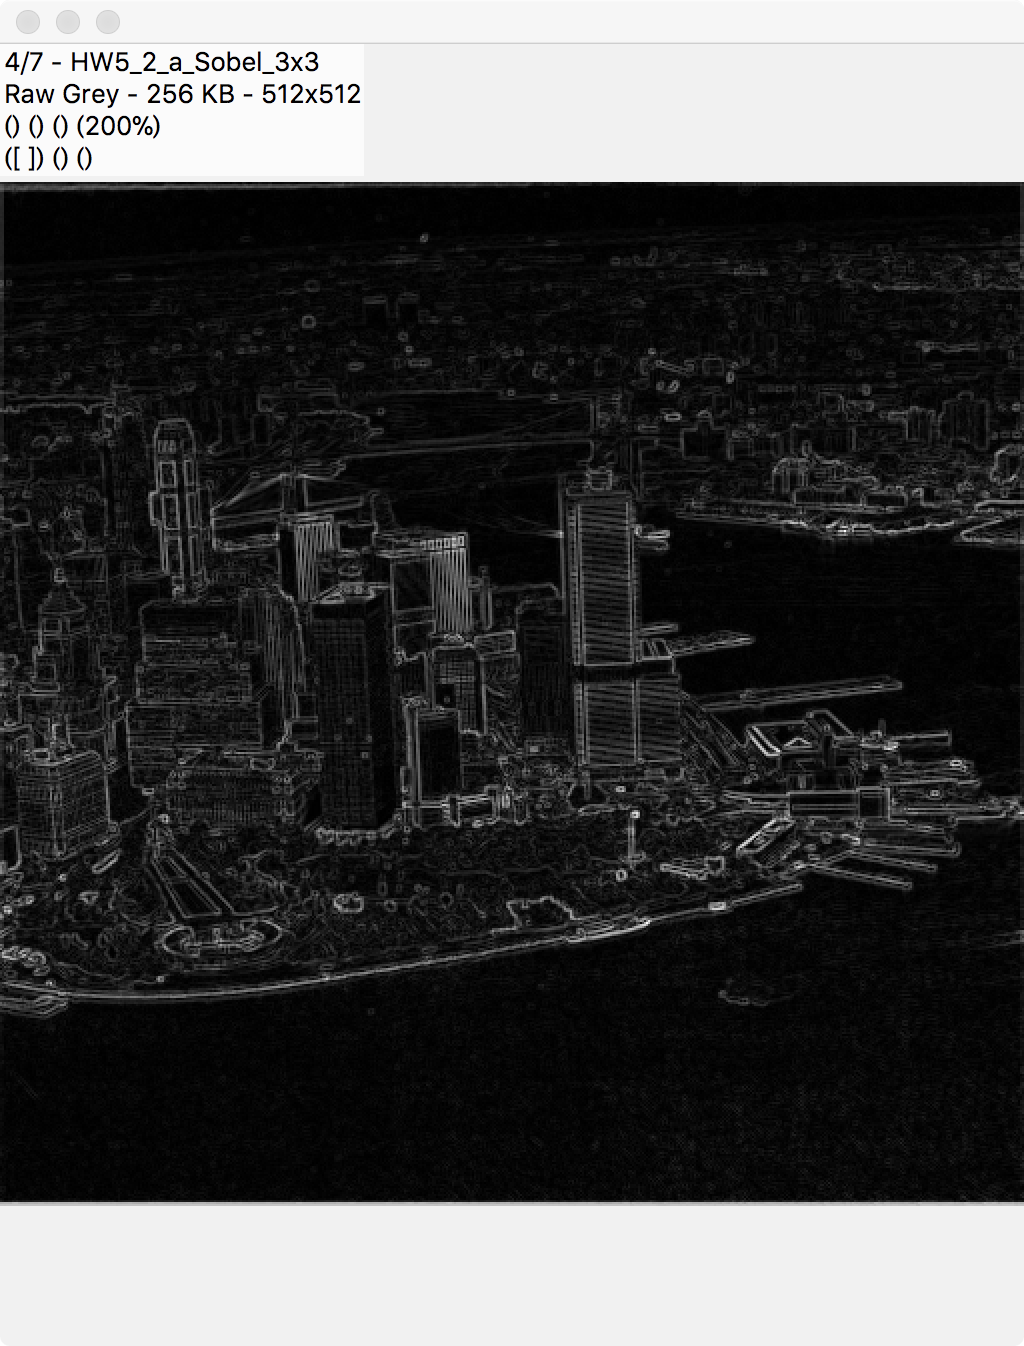 4/7 - HW5_2_a_Sobel_3x3
Raw Grey - 256 KB - 512x512
() () () (200%)
([ ]) () ()